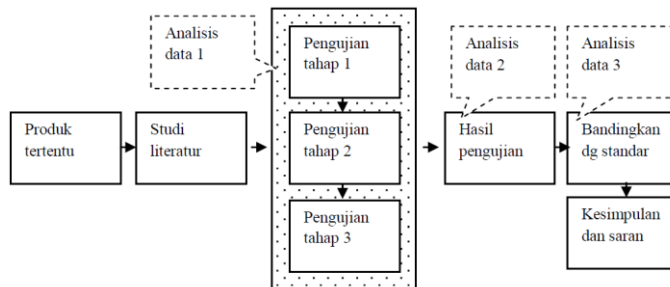 Analisis
data 1
Pengujian
tahap 1
Analisis
data 2
Analisis
data 3
Produk
tertentu
Studi
literatur
Pengujian
tahap 2
Hasil
pengujian
Bandingkan
dg standar
Pengujian
tahap 3
Kesimpulan
dan saran